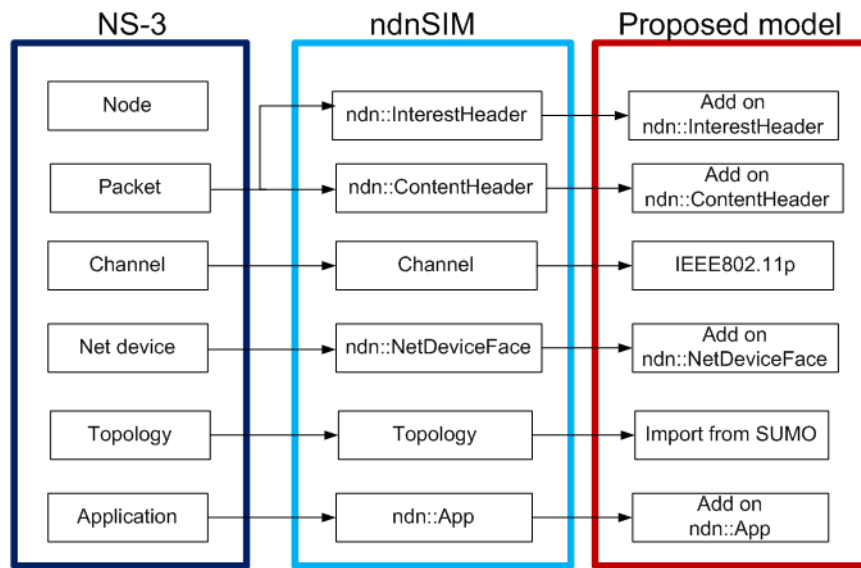 NS-3
ndnSIM
Proposed model
Node
ndn::InterestHeader
Add on
ndn::InterestHeader
Packet
ndn::ContentHeader
Add on
ndn::ContentHeader
Channel
Channel
IEEE802.11p
Net device
ndn::NetDeviceFace
Add on
ndn::NetDeviceFace
Topology
Topology
Import from SUMO
Application
ndn::App
Add on
ndn::App